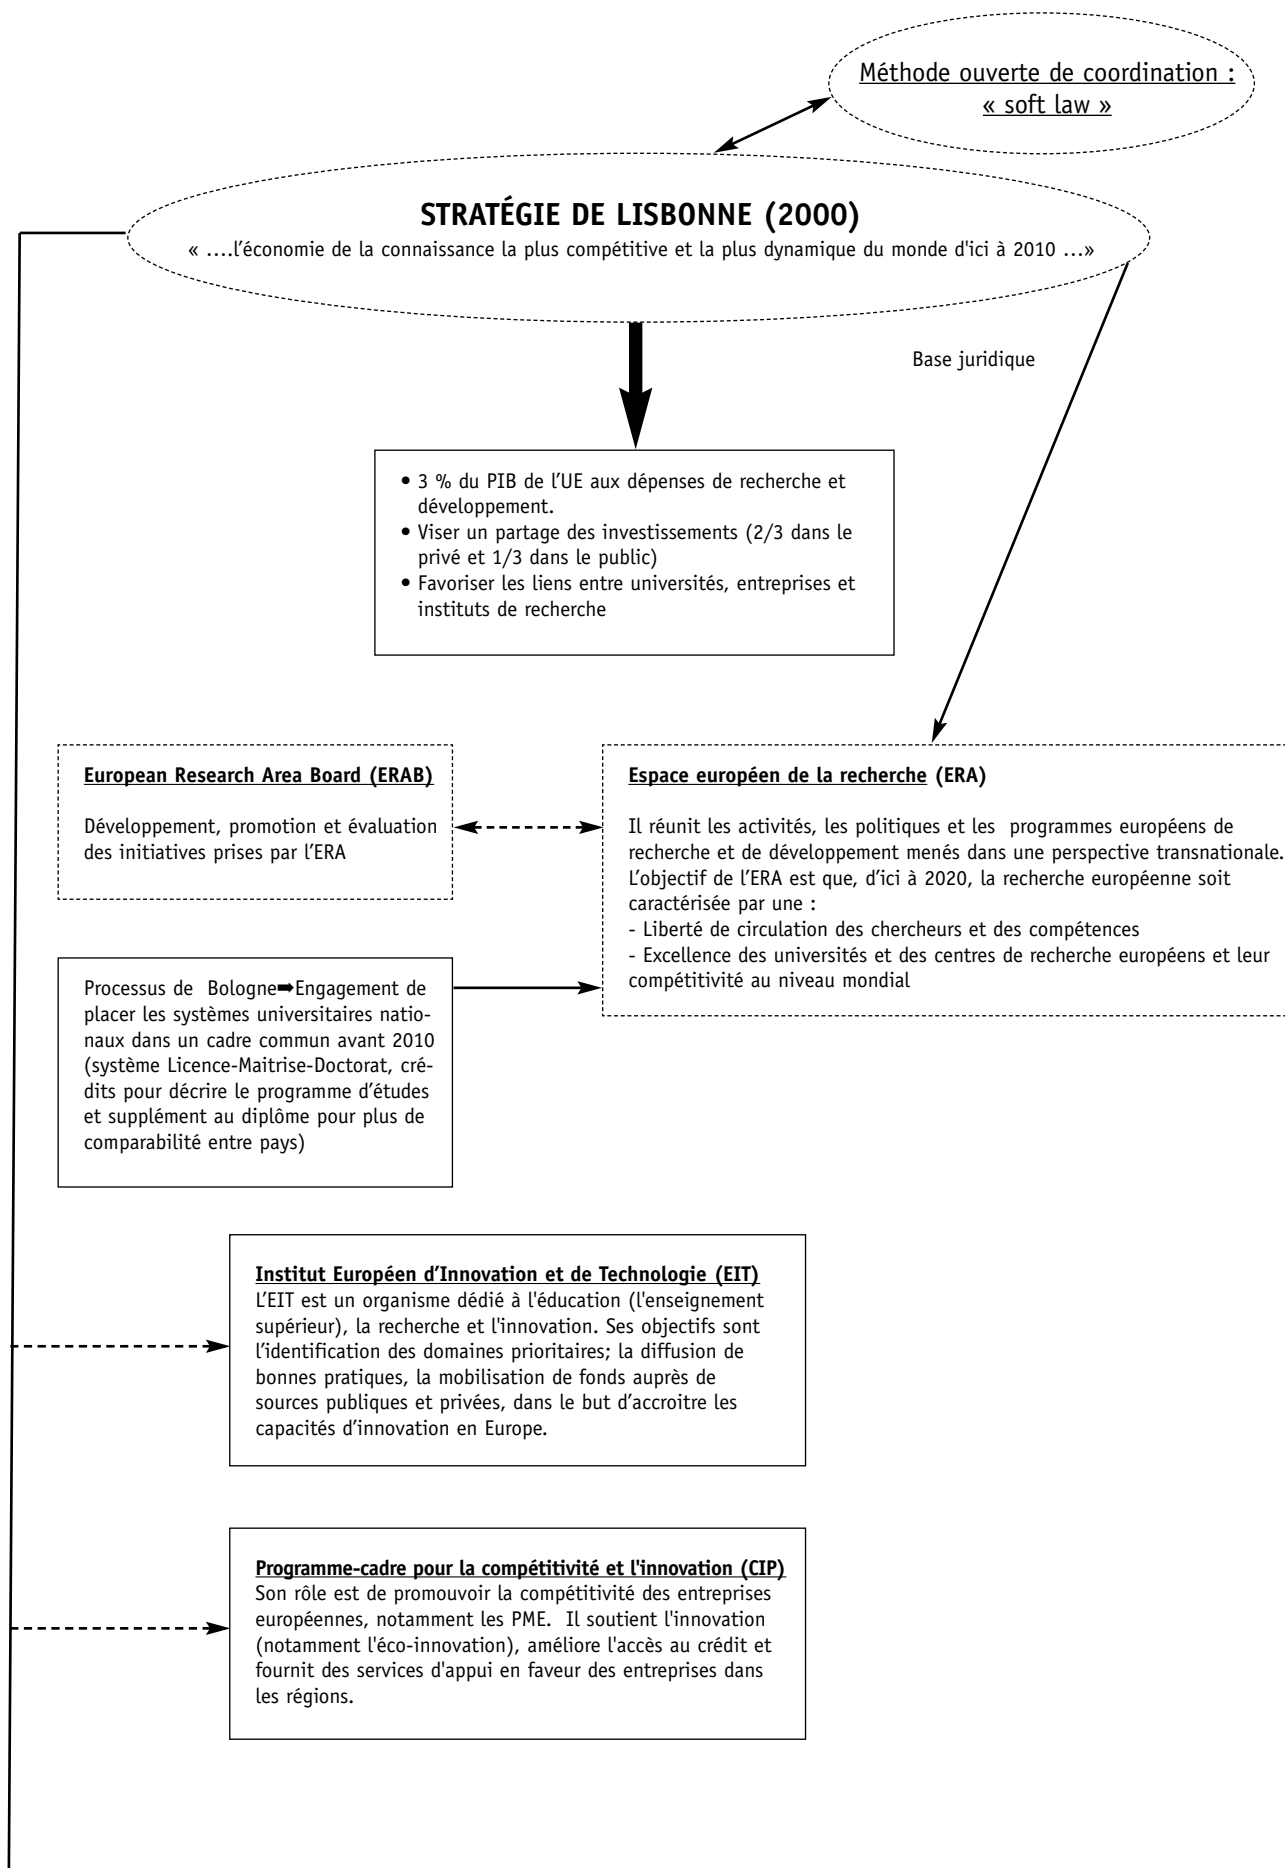 Méthode ouverte de coordination :
« soft law »
STRATÉGIE DE LISBONNE (2000)
« ….l’économie de la connaissance la plus compétitive et la plus dynamique du monde d'ici à 2010 …»
Base juridique
• 3 % du PIB de l’UE aux dépenses de recherche et
développement.
• Viser un partage des investissements (2/3 dans le
privé et 1/3 dans le public)
• Favoriser les liens entre universités, entreprises et
instituts de recherche
European Research Area Board (ERAB)
Développement, promotion et évaluation
des initiatives prises par l’ERA
Espace européen de la recherche (ERA)
Il réunit les activités, les politiques et les programmes européens de
recherche et de développement menés dans une perspective transnationale.
L’objectif de l’ERA est que, d’ici à 2020, la recherche européenne soit
caractérisée par une :
- Liberté de circulation des chercheurs et des compétences
- Excellence des universités et des centres de recherche européens et leur
compétitivité au niveau mondial
Processus de Bologne➡Engagement de
placer les systèmes universitaires natio-
naux dans un cadre commun avant 2010
(système Licence-Maitrise-Doctorat, cré-
dits pour décrire le programme d’études
et supplément au diplôme pour plus de
comparabilité entre pays)
Institut Européen d’Innovation et de Technologie (EIT)
L’EIT est un organisme dédié à l'éducation (l'enseignement
supérieur), la recherche et l'innovation. Ses objectifs sont
l’identification des domaines prioritaires; la diffusion de
bonnes pratiques, la mobilisation de fonds auprès de
sources publiques et privées, dans le but d’accroitre les
capacités d’innovation en Europe.
Programme-cadre pour la compétitivité et l'innovation (CIP)
Son rôle est de promouvoir la compétitivité des entreprises
européennes, notamment les PME. Il soutient l'innovation
(notamment l'éco-innovation), améliore l'accès au crédit et
fournit des services d'appui en faveur des entreprises dans
les régions.